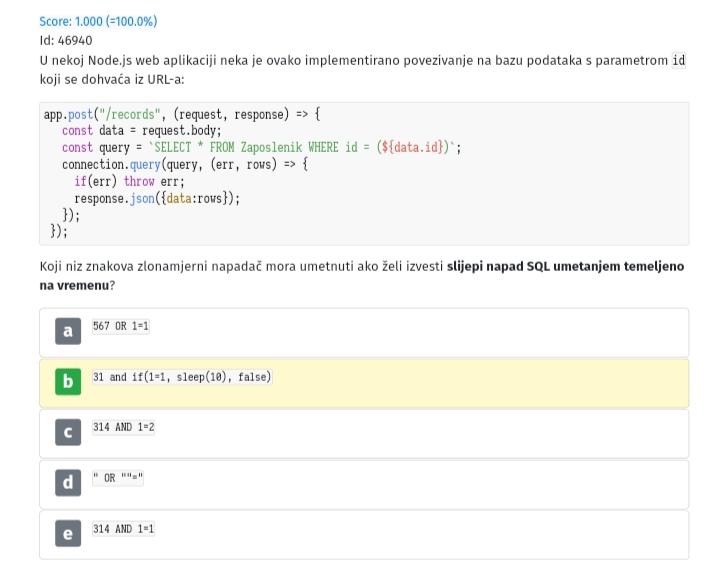 Score: 1.000 (=100.0%)
Id: 46940
U nekoj Node.js web aplikaciji neka je ovako implementirano povezivanje na bazu podataka s parametrom id
koji se dohvaća iz URL-a:
app.post("/records", (request, response) => {
const data = request.body;
const query = `SELECT * FROM Zaposlenik WHERE id = (${data.id})`;
connection.query(query, (err, rows) => {
if(err) throw err;
response.json({data:rows});
});
});
Koji niz znakova zlonamjerni napadač mora umetnuti ako želi izvesti slijepi napad SQL umetanjem temeljeno
na vremenu?
a 567 OR 1=1
b 31 and if(1=1, sleep(10), false)
c 314 AND 1=2
d " OR ""="
e 314 AND 1=1